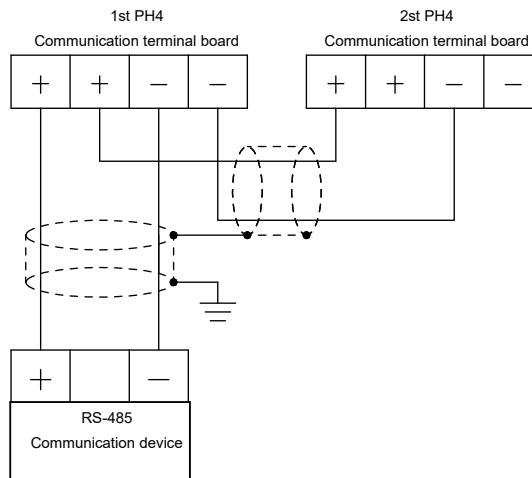 1st PH4
Communication terminal board
2st PH4
Communication terminal board
+ + − −
+ + − −
+ −
RS-485
Communication device